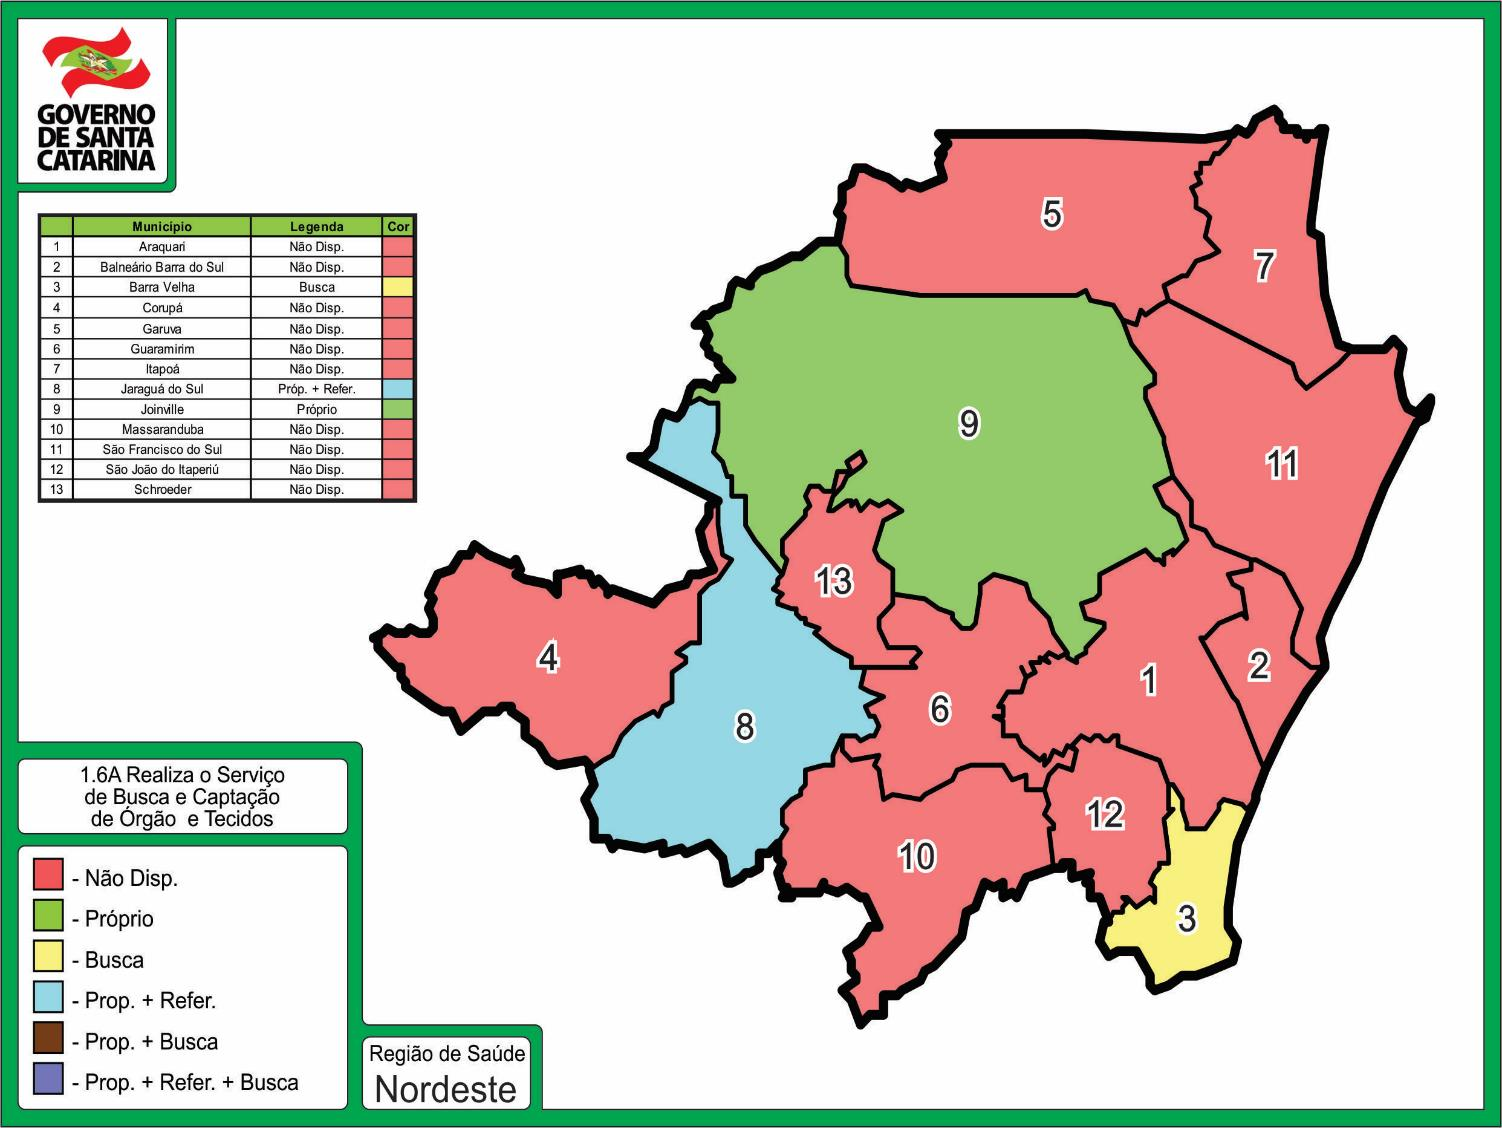 GOVERNO
DE SANTA
CATARINA
Município Legenda Cor
1 Araquari Não Disp.
2 Balneário Barra do Sul Não Disp.
3 Barra Velha Busca
4 Corupá Não Disp.
5 Garuva Não Disp.
6 Guaramirim Não Disp.
7 Itapoá Não Disp.
8 Jaraguá do Sul Próp. + Refer.
9 Joinville Próprio
10 Massaranduba Não Disp.
11 São Francisco do Sul Não Disp.
12 São João do Itaperiú Não Disp.
13 Schroeder Não Disp.
5
7
9
11
13
4
1
2
6
8
12
10
3
1.6A Realiza o Serviço
de Busca e Captação
de Órgão e Tecidos
- Não Disp.
- Próprio
- Busca
- Prop. + Refer.
- Prop. + Busca
- Prop. + Refer. + Busca
Região de Saúde
Nordeste